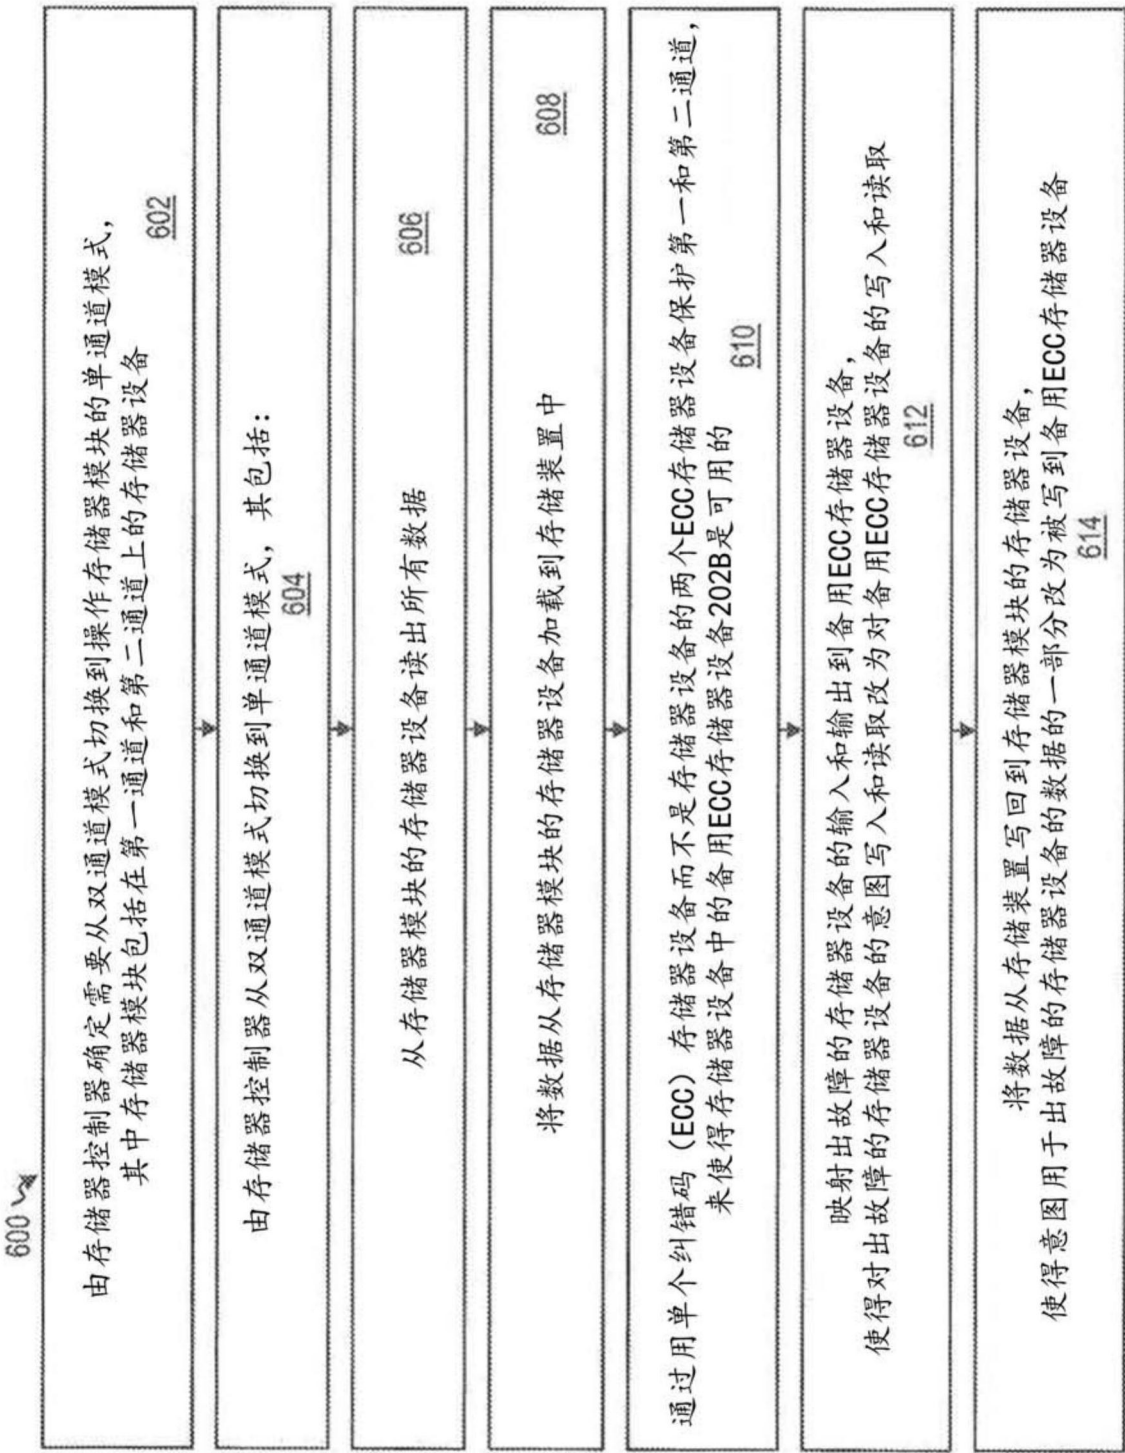 600
由存储器控制器确定需要从双通道模式切换到操作存储器模块的单通道模式，
其中存储器模块包括在第一通道和第二通道上的存储器设备
602
由存储器控制器从双通道模式切换到单通道模式，其包括：
604
从存储器模块的存储器设备读出所有数据
606
将数据从存储器模块的存储器设备加载到存储装置中
608
通过用单个纠错码（ECC）存储器设备而不是存储器设备的两个ECC存储器设备保护第一和第二通道，
来使得存储器设备中的备用ECC存储器设备202B是可用的
610
映射出故障的存储器设备的输入和输出到备用ECC存储器设备，
使得对出故障的存储器设备的意图写入和读取改为对备用ECC存储器设备的写入和读取
612
将数据从存储装置写回到存储器模块的存储器设备，
使得意图用于出故障的存储器设备的数据的一部分改为被写到备用ECC存储器设备
614